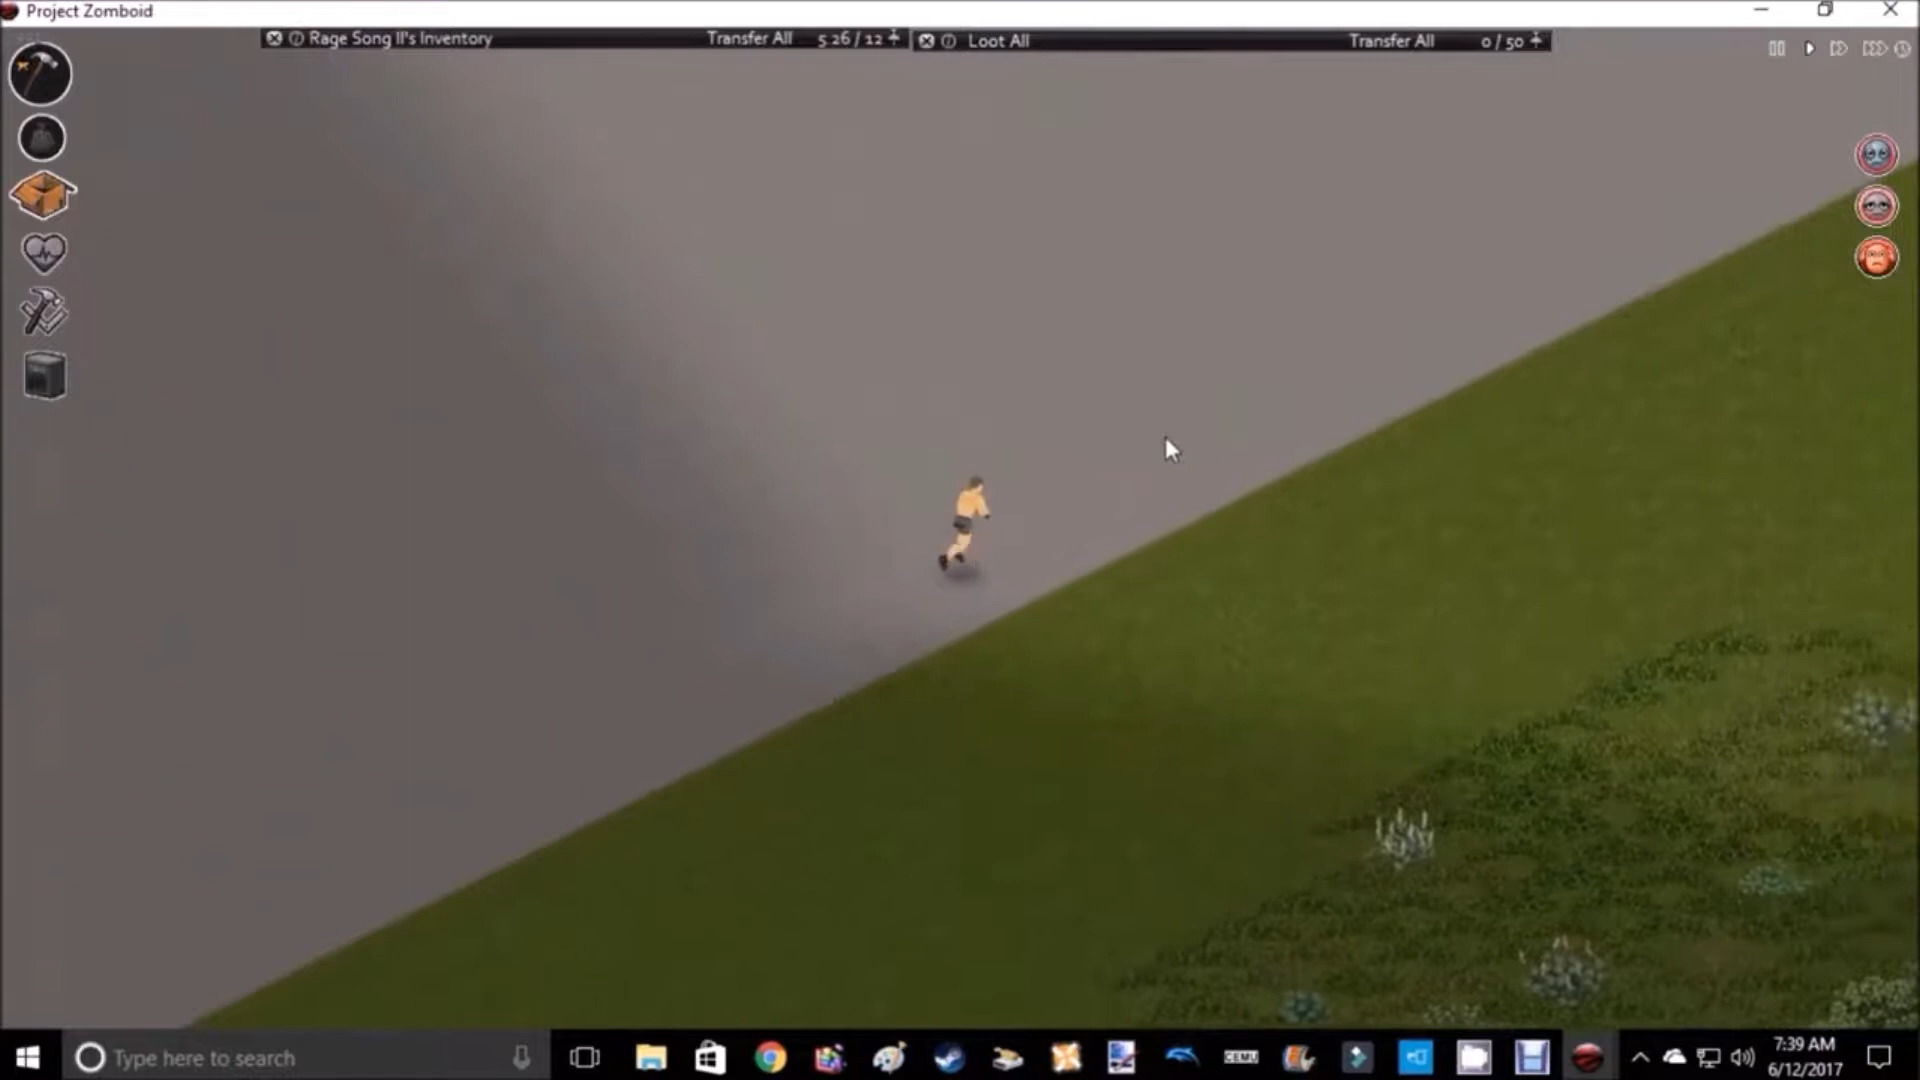 Project Zomboid
Rage Song II's Inventory Transfer All 5.26 / 12
Loot All Transfer All 0 / 50
Type here to search
CEMU
7:39 AM
6/12/2017